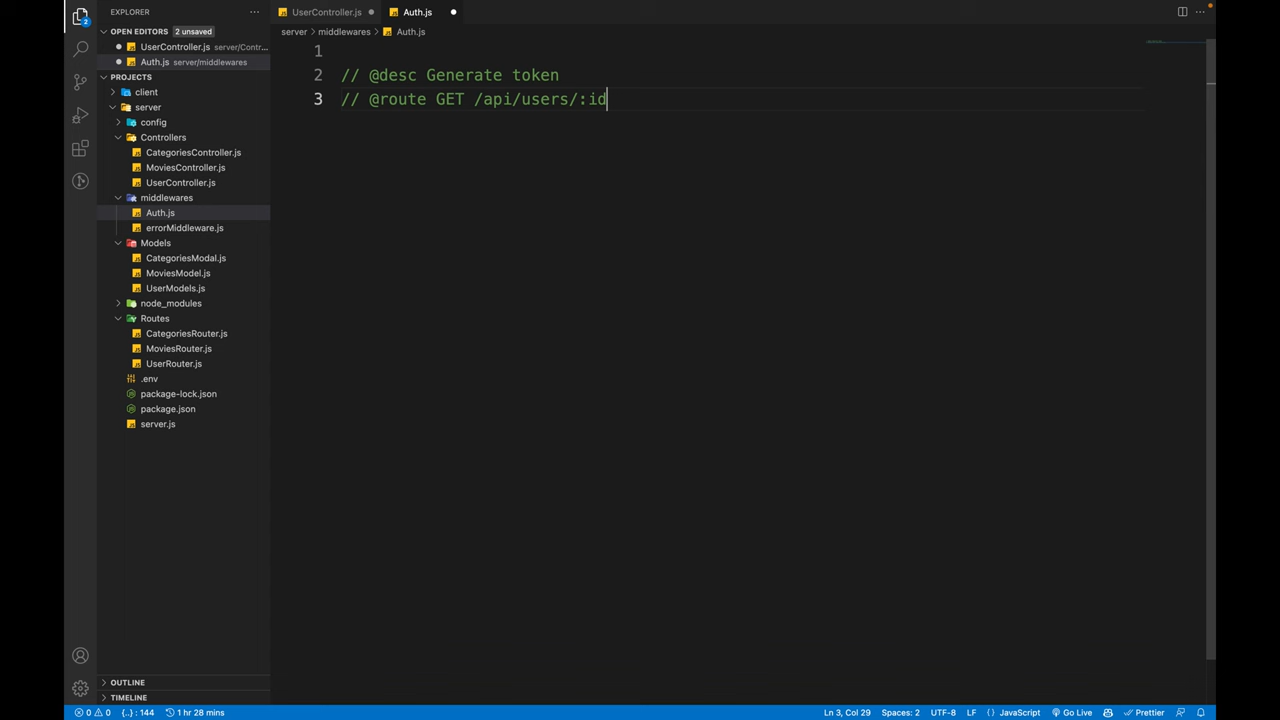 EXPLORER
UserController.js
Auth.js
OPEN EDITORS 2 unsaved
UserController.js server/Contr...
Auth.js server/middlewares
server > middlewares > Auth.js
PROJECTS
client
server
config
Controllers
CategoriesController.js
MoviesController.js
UserController.js
middlewares
Auth.js
errorMiddleware.js
Models
CategoriesModal.js
MoviesModel.js
UserModels.js
node_modules
Routes
CategoriesRouter.js
MoviesRouter.js
UserRouter.js
.env
package-lock.json
package.json
server.js
OUTLINE
TIMELINE
1
2 // @desc Generate token
3 // @route GET /api/users/:id
2
0 0 {..} : 144 1 hr 28 mins
Ln 3, Col 29 Spaces: 2 UTF-8 LF {} JavaScript Go Live Prettier